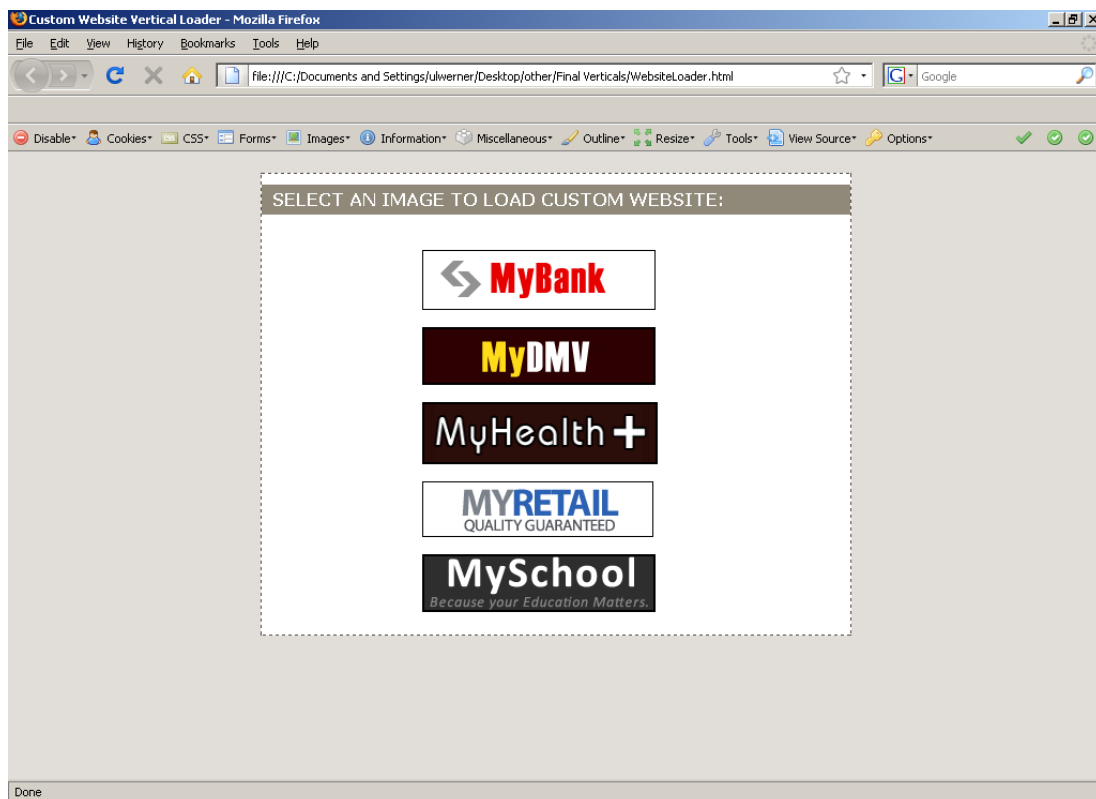 Custom Website Vertical Loader - Mozilla Firefox
File Edit View History Bookmarks Tools Help
file:///C:/Documents and Settings/ulwerner/Desktop/other/Final Verticals/WebsiteLoader.html G Google
Disable Cookies CSS Forms Images Information Miscellaneous Outline Resize Tools View Source Options
SELECT AN IMAGE TO LOAD CUSTOM WEBSITE:
MyBank
MyDMV
MyHealth+
MYRETAIL
QUALITY GUARANTEED
MySchool
Because your Education Matters.
Done